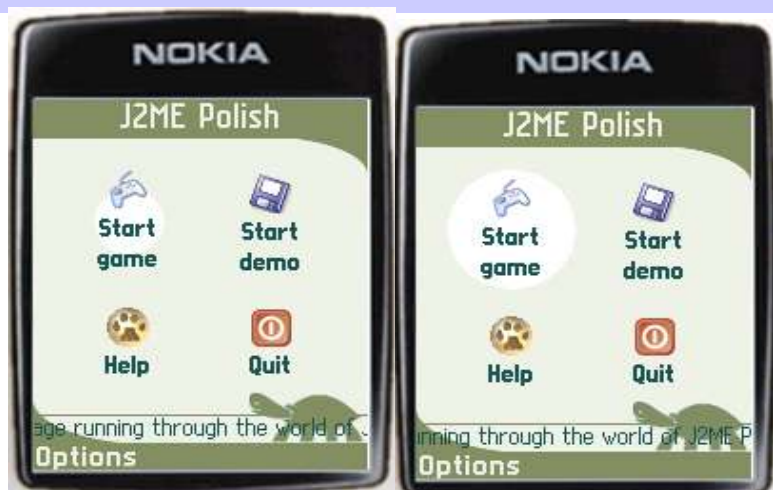 NOKIA
J2ME Polish
Start game
Start demo
Help
Quit
age running through the world of J
Options
NOKIA
J2ME Polish
Start game
Start demo
Help
Quit
unning through the world of J2ME P
Options